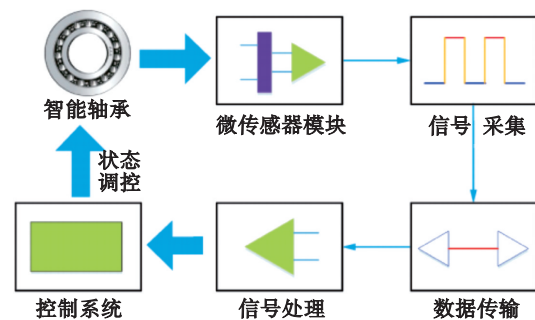 智能轴承
微传感器模块
信号 采集
状态
调控
控制系统
信号处理
数据传输